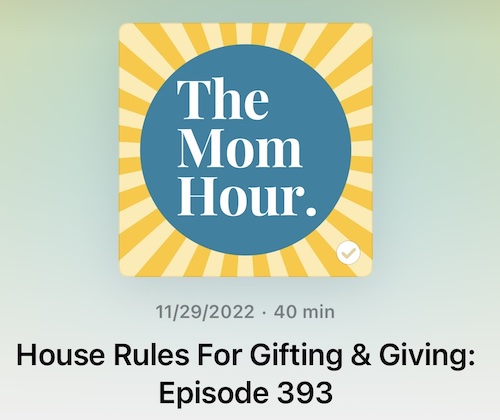 The
Mom
Hour.
11/29/2022 · 40 min
House Rules For Gifting & Giving:
Episode 393